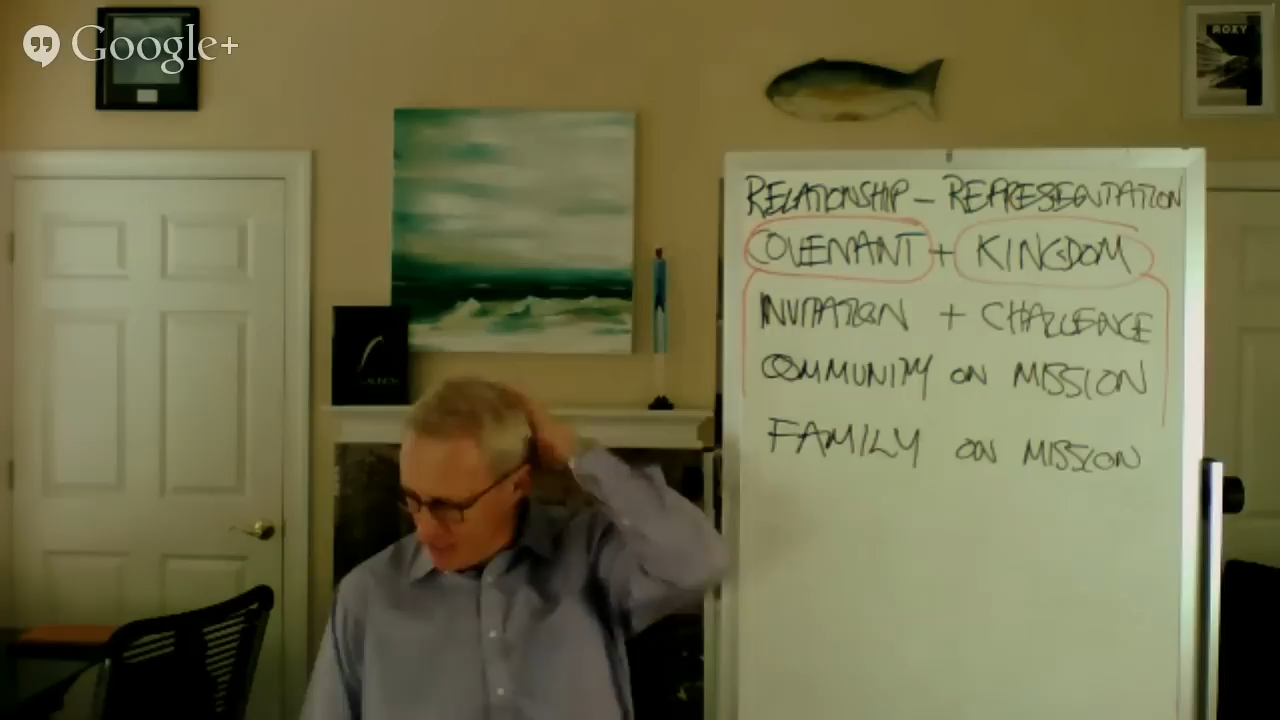 Google+
ROXY
RELATIONSHIP – REPRESENTATION
COVENANT + KINGDOM
INVITATION + CHALLENGE
COMMUNITY ON MISSION
FAMILY ON MISSION